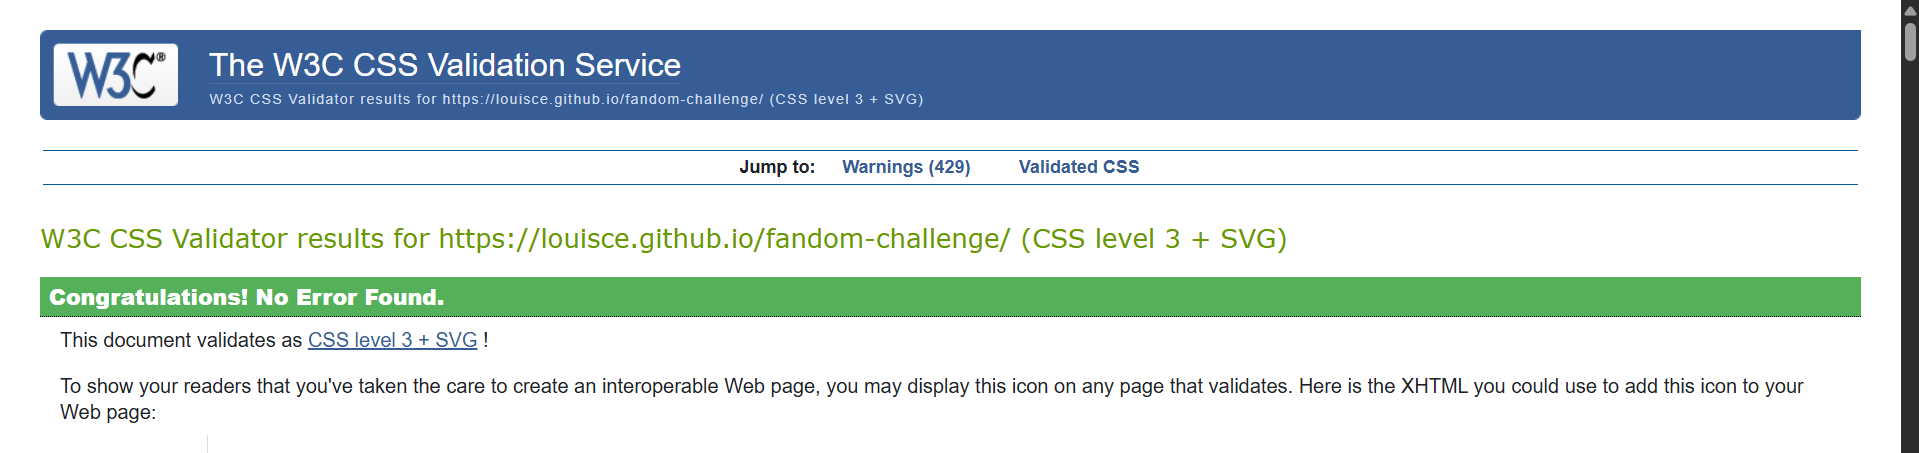 W3C®
The W3C CSS Validation Service
W3C CSS Validator results for https://louisce.github.io/fandom-challenge/ (CSS level 3 + SVG)
Jump to: Warnings (429) Validated CSS
W3C CSS Validator results for https://louisce.github.io/fandom-challenge/ (CSS level 3 + SVG)
Congratulations! No Error Found.
This document validates as CSS level 3 + SVG !
To show your readers that you've taken the care to create an interoperable Web page, you may display this icon on any page that validates. Here is the XHTML you could use to add this icon to your
Web page: